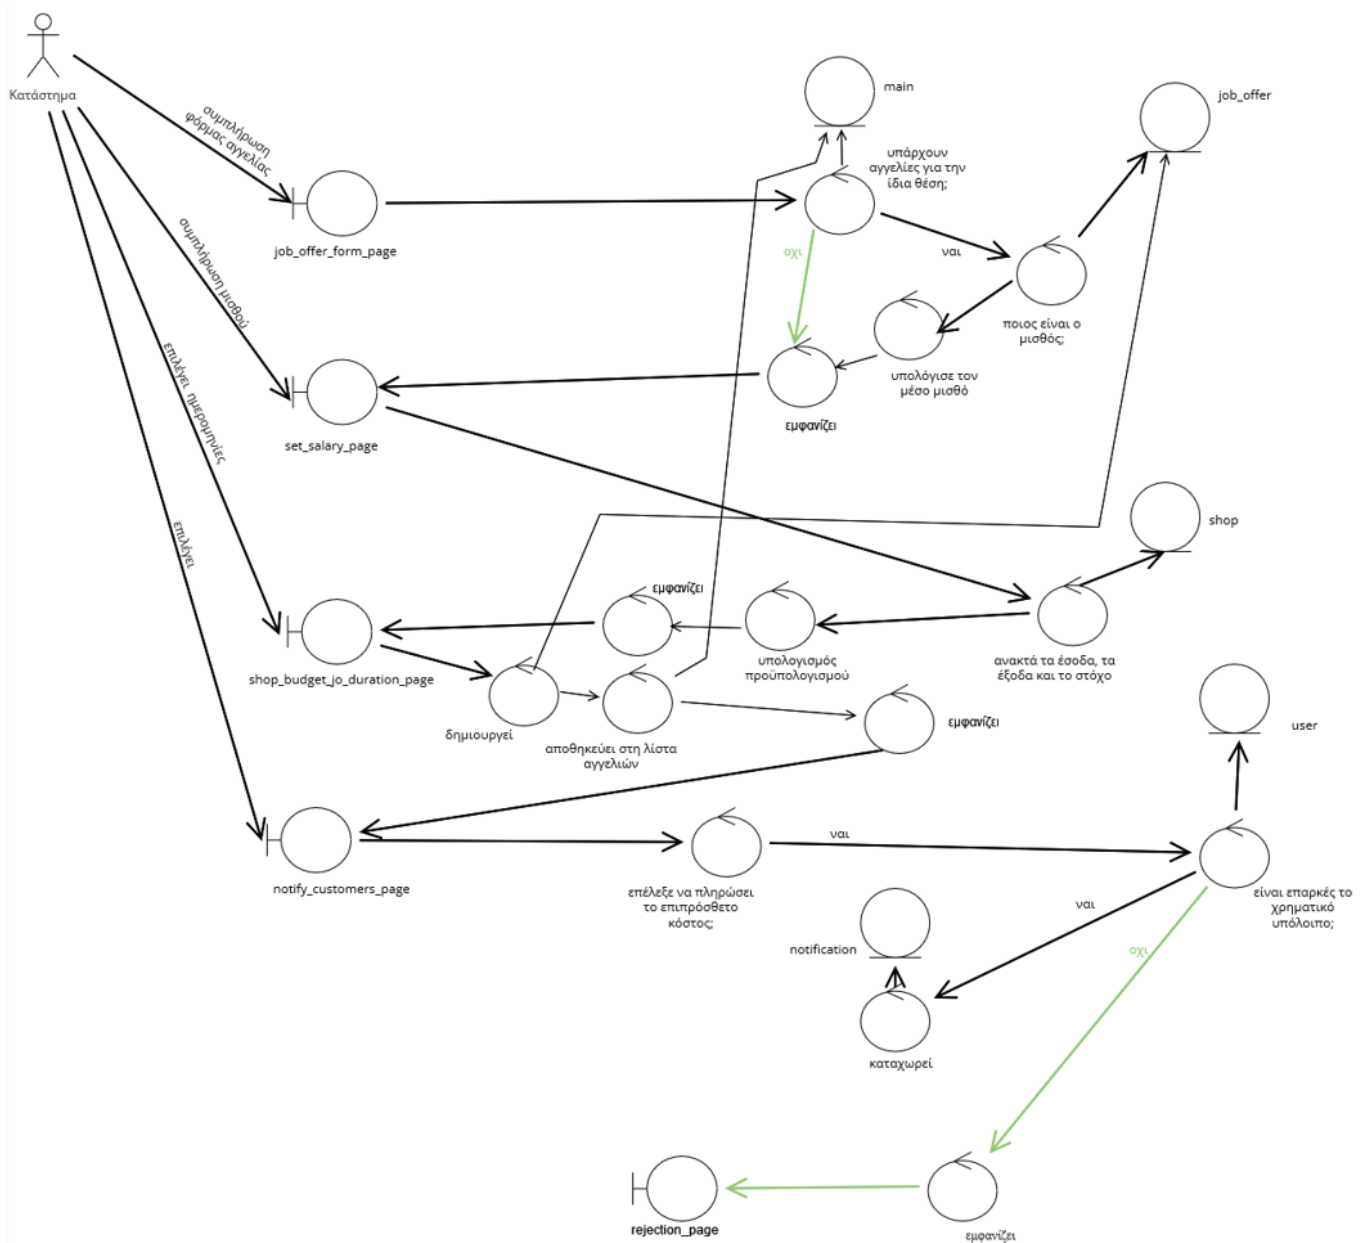 Κατάστημα
συμπλήρωση
φόρμας αγγελίας
main
job_offer
υπάρχουν
αγγελίες για την
ίδια θέση;
job_offer_form_page
οχι
ναι
συμπλήρωση μισθού
ποιος είναι ο
μισθός;
υπολόγισε τον
μέσο μισθό
εμφανίζει
set_salary_page
επιλέγει ημερομηνίες
shop
επιλέγει
εμφανίζει
υπολογισμός
προϋπολογισμού
ανακτά τα έσοδα, τα
έξοδα και το στόχο
shop_budget_jo_duration_page
δημιουργεί
αποθηκεύει στη λίστα
αγγελιών
εμφανίζει
user
ναι
notify_customers_page
επέλεξε να πληρώσει
το επιπρόσθετο
κόστος;
είναι επαρκές το
χρηματικό
υπόλοιπο;
ναι
notification
οχι
καταχωρεί
rejection_page
εμφανίζει